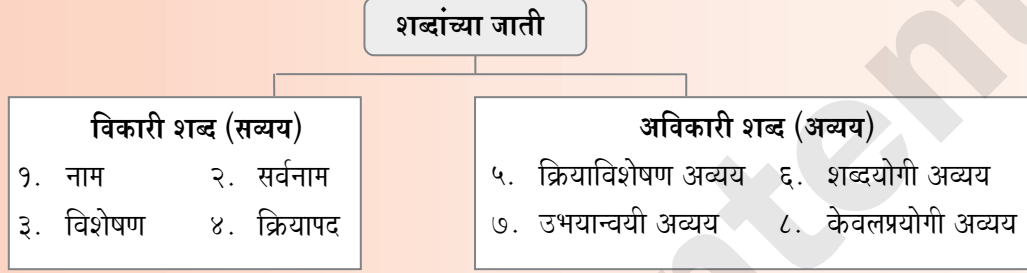 शब्दांच्या जाती
विकारी शब्द (सव्यय)
१. नाम २. सर्वनाम
३. विशेषण ४. क्रियापद
अविकारी शब्द (अव्यय)
५. क्रियाविशेषण अव्यय ६. शब्दयोगी अव्यय
७. उभयान्वयी अव्यय ८. केवलप्रयोगी अव्यय